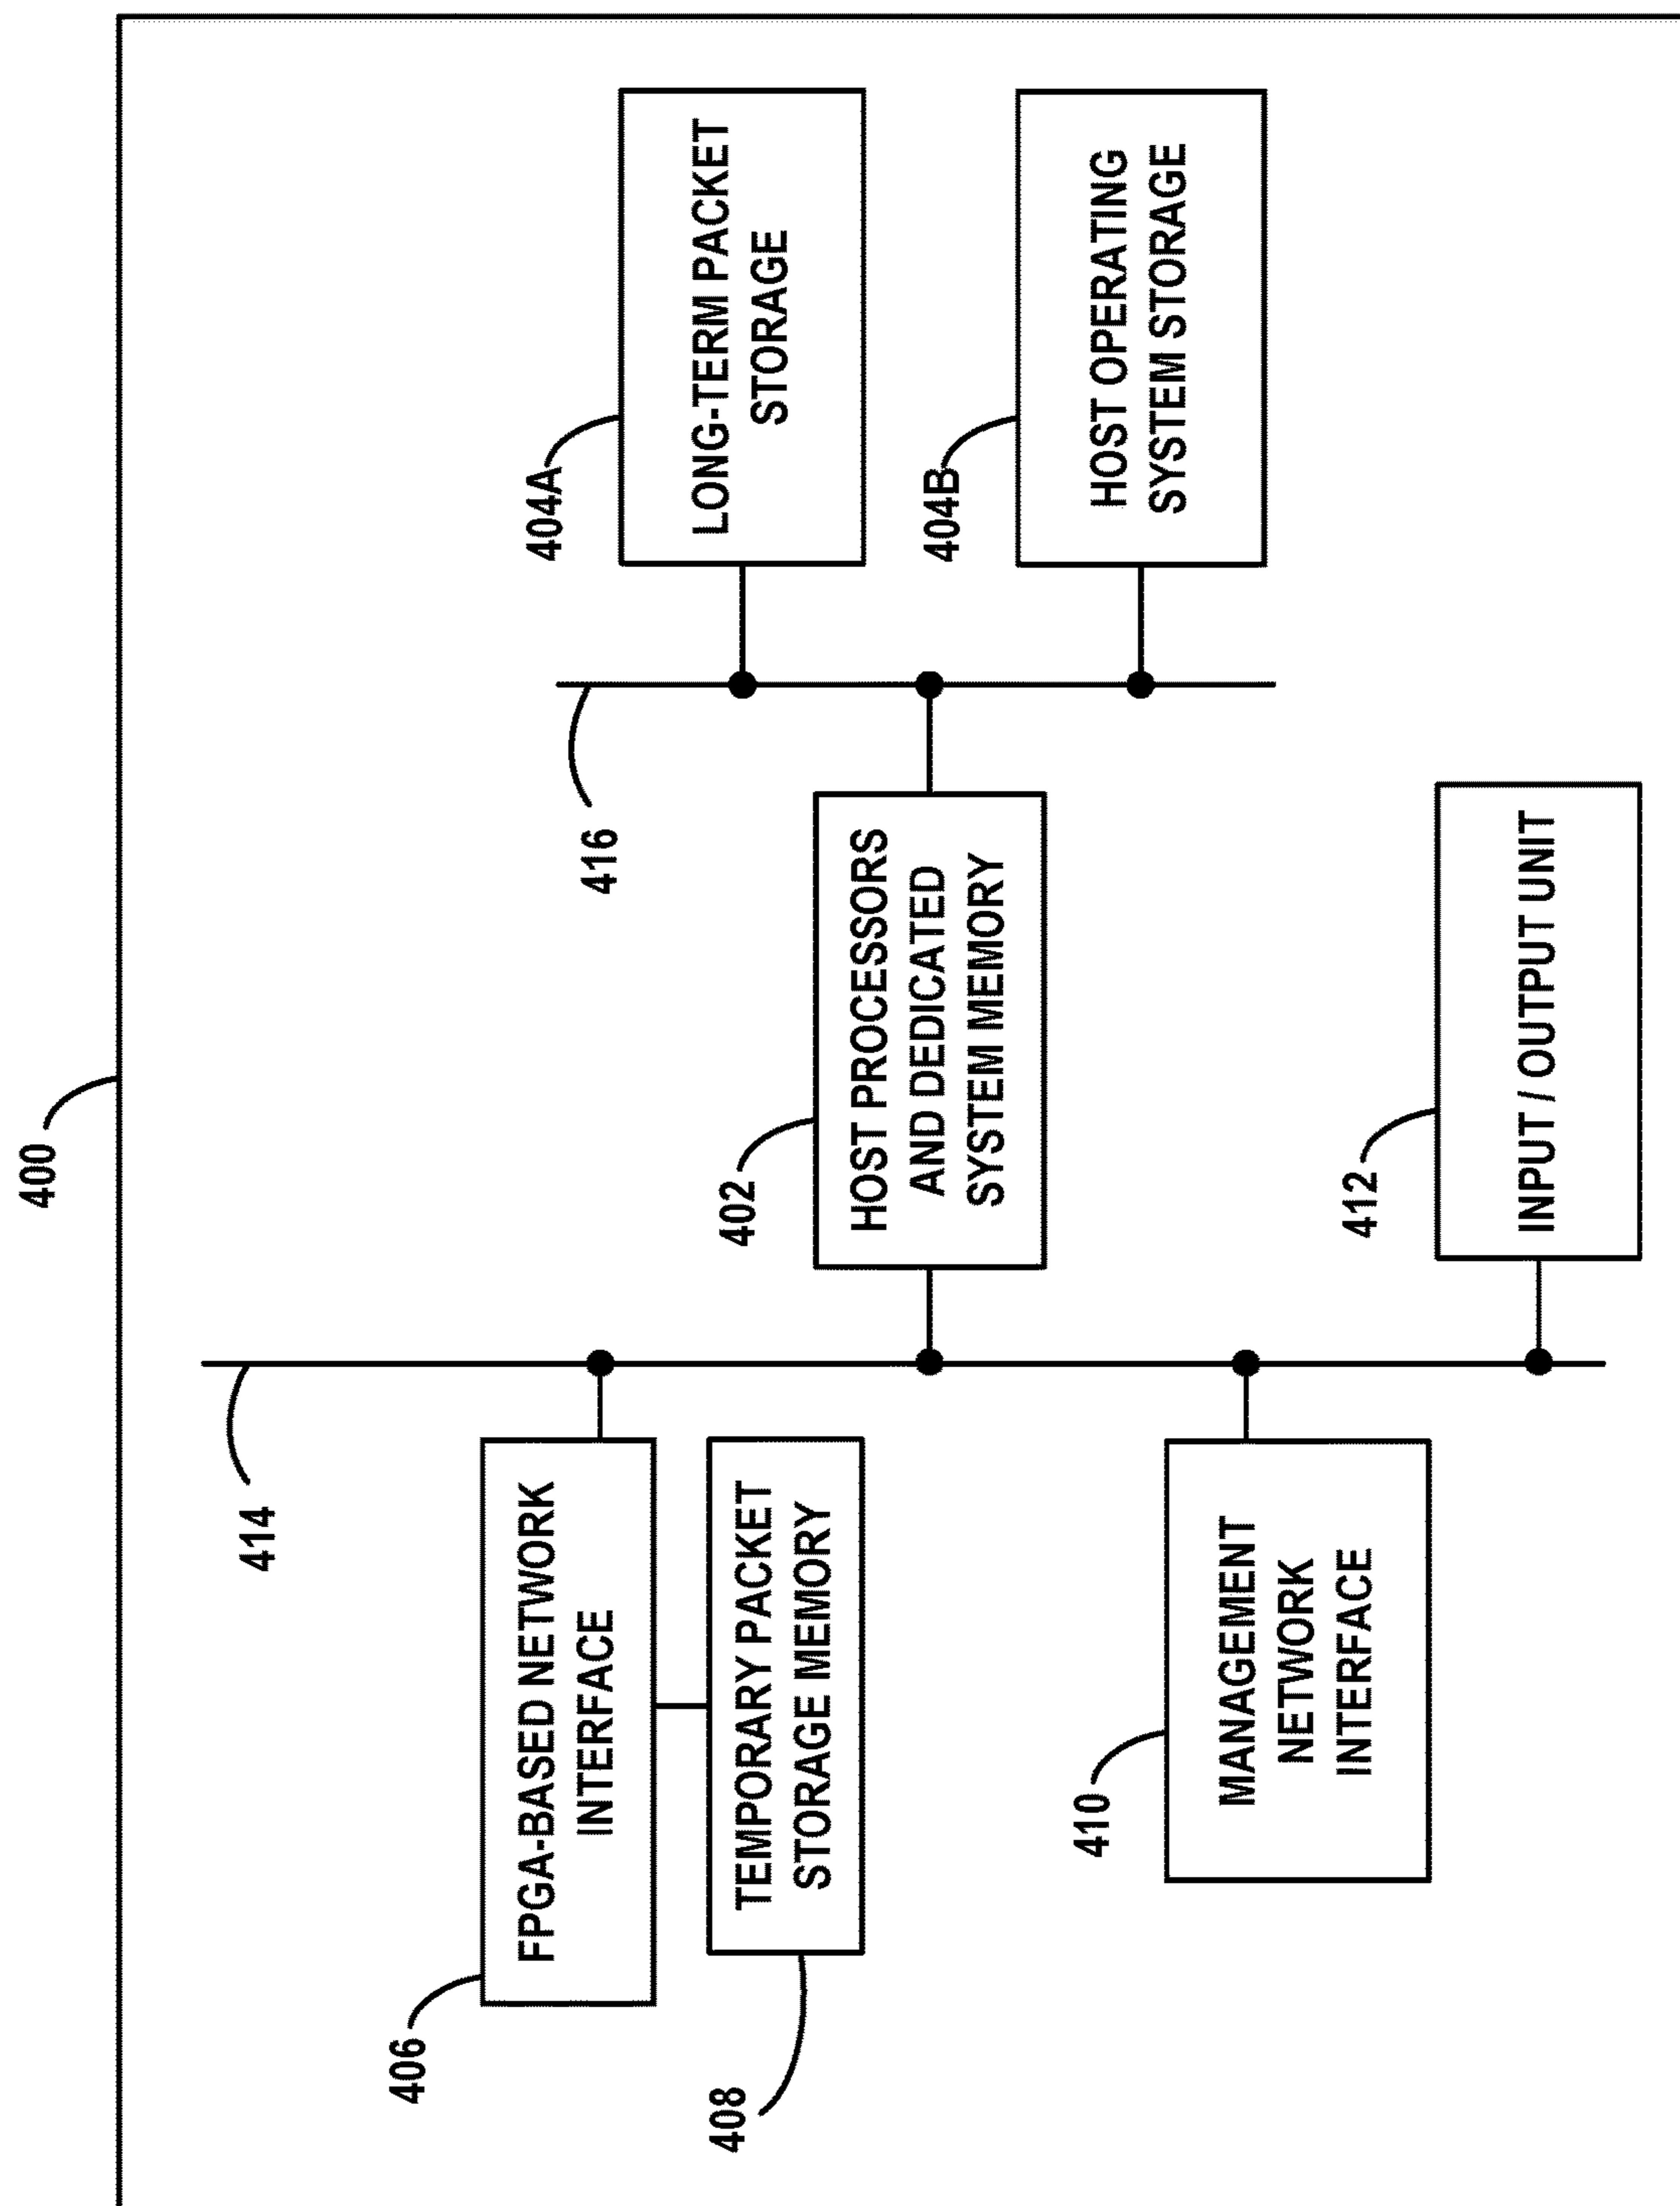 400
414
416
406
FPGA-BASED NETWORK
INTERFACE
408
TEMPORARY PACKET
STORAGE MEMORY
402
HOST PROCESSORS
AND DEDICATED
SYSTEM MEMORY
404A
LONG-TERM PACKET
STORAGE
404B
HOST OPERATING
SYSTEM STORAGE
410
MANAGEMENT
NETWORK
INTERFACE
412
INPUT / OUTPUT UNIT